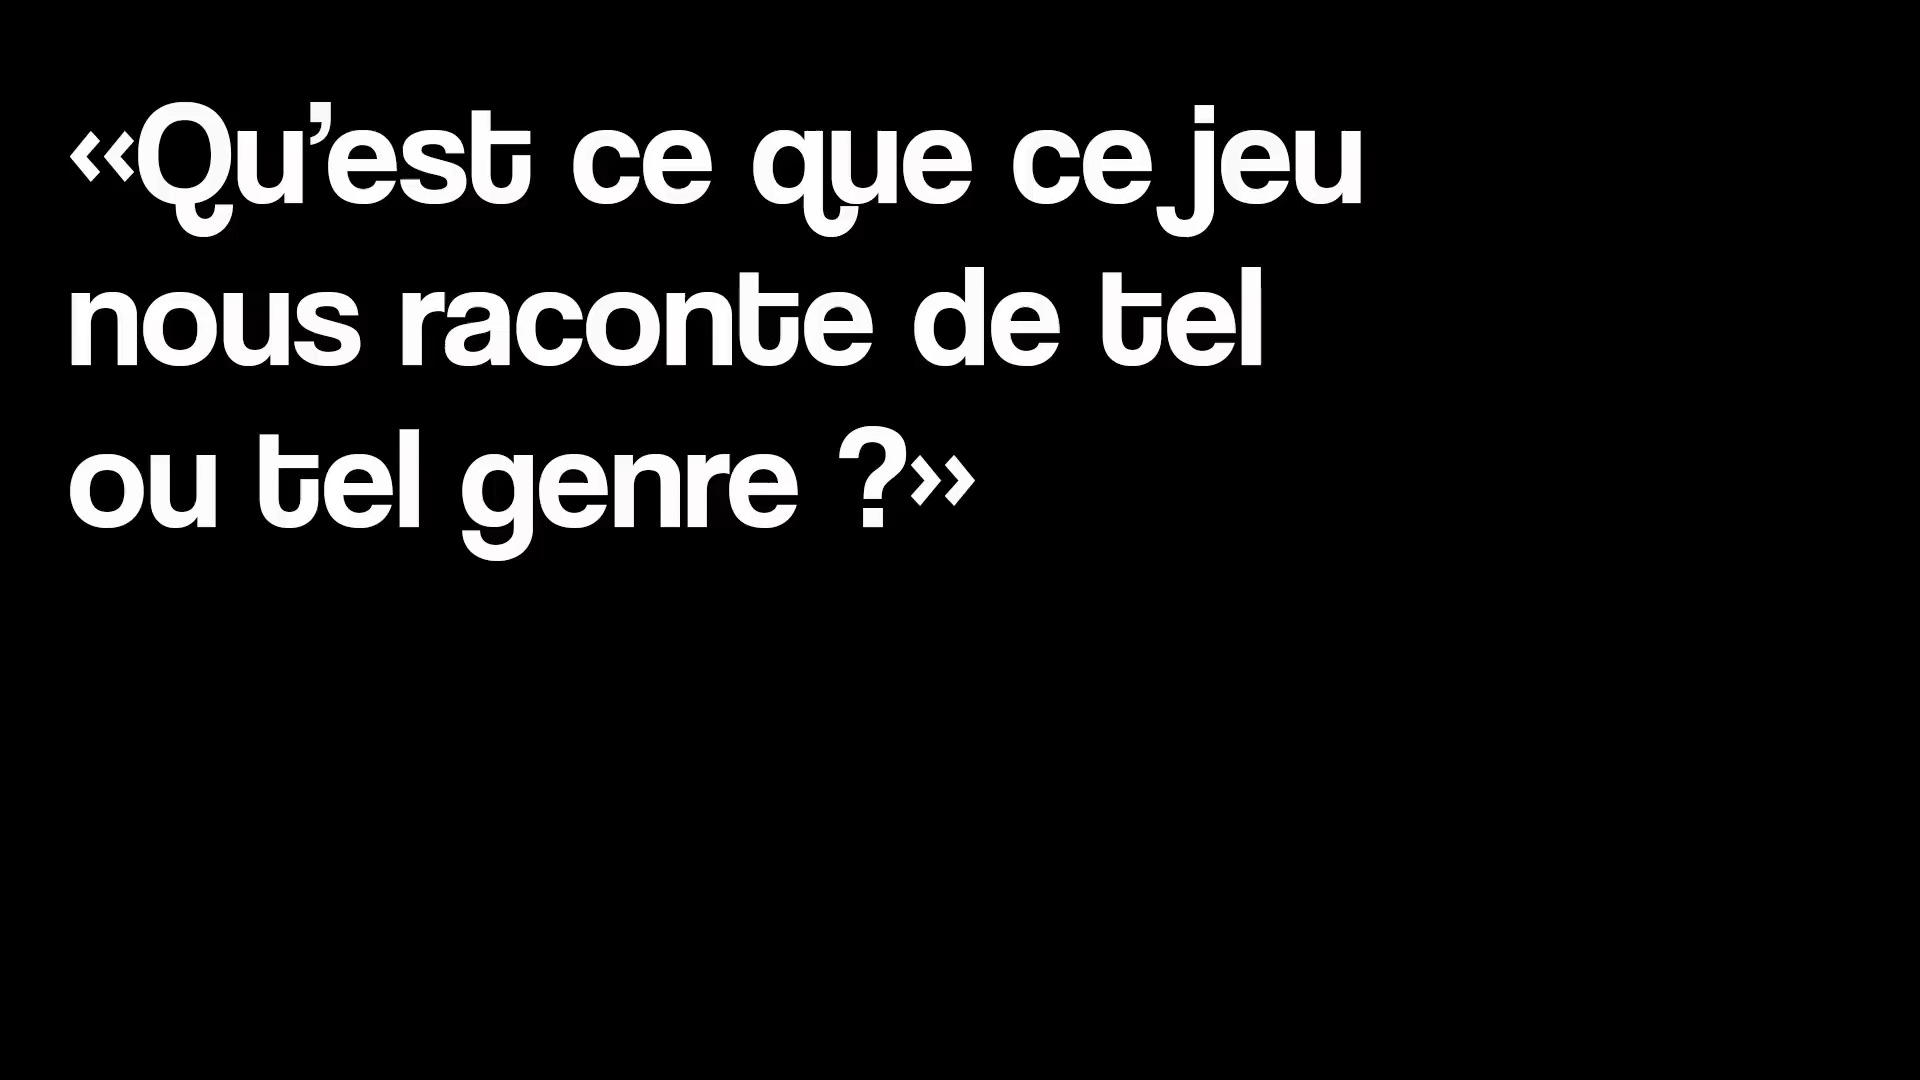 «Qu’est ce que ce jeu
nous raconte de tel
ou tel genre ?»